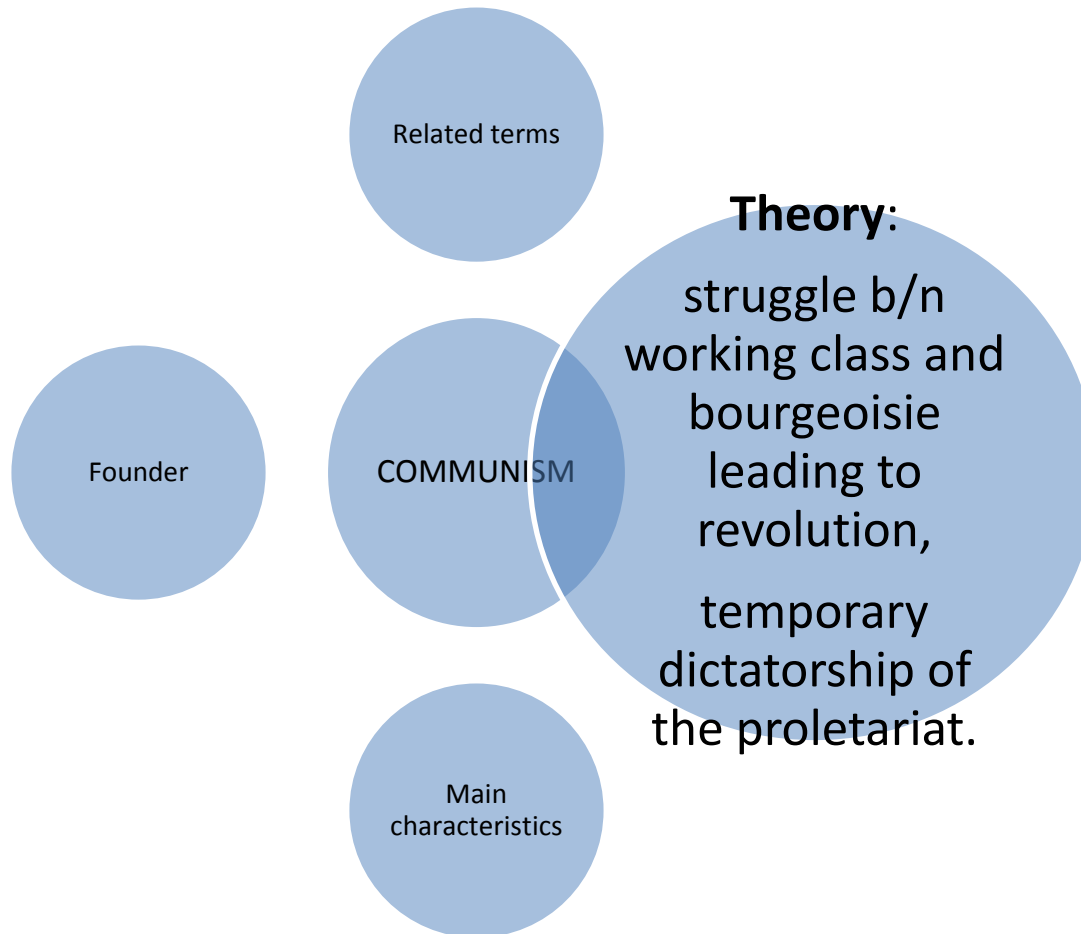 Related terms
Theory:
struggle b/n
working class and
bourgeoisie
leading to
revolution,
temporary
dictatorship of
the proletariat.
Founder
COMMUNISM
Main
characteristics